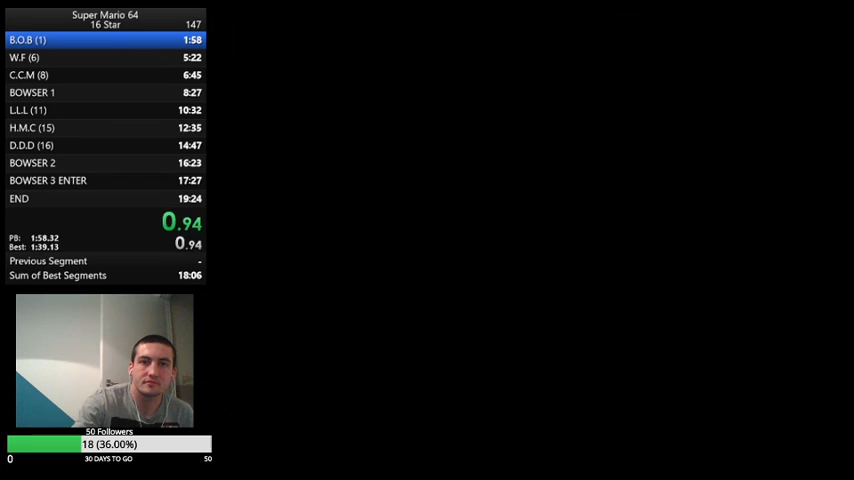 Super Mario 64
16 Star 147
B.O.B (1) 1:58
W.F (6) 5:22
C.C.M (8) 6:45
BOWSER 1 8:27
L.L.L (11) 10:32
H.M.C (15) 12:35
D.D.D (16) 14:47
BOWSER 2 16:23
BOWSER 3 ENTER 17:27
END 19:24
0.94
PB: 1:58.32
Best: 1:39.13 0.94
Previous Segment -
Sum of Best Segments 18:06
50 Followers
18 (36.00%)
0 30 DAYS TO GO 50